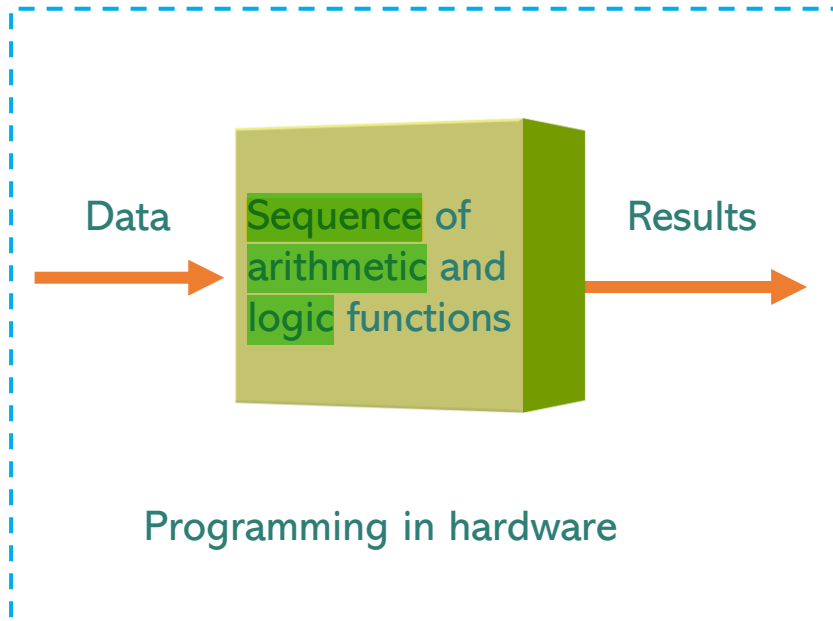 Data
Sequence of
arithmetic and
logic functions
Results
Programming in hardware